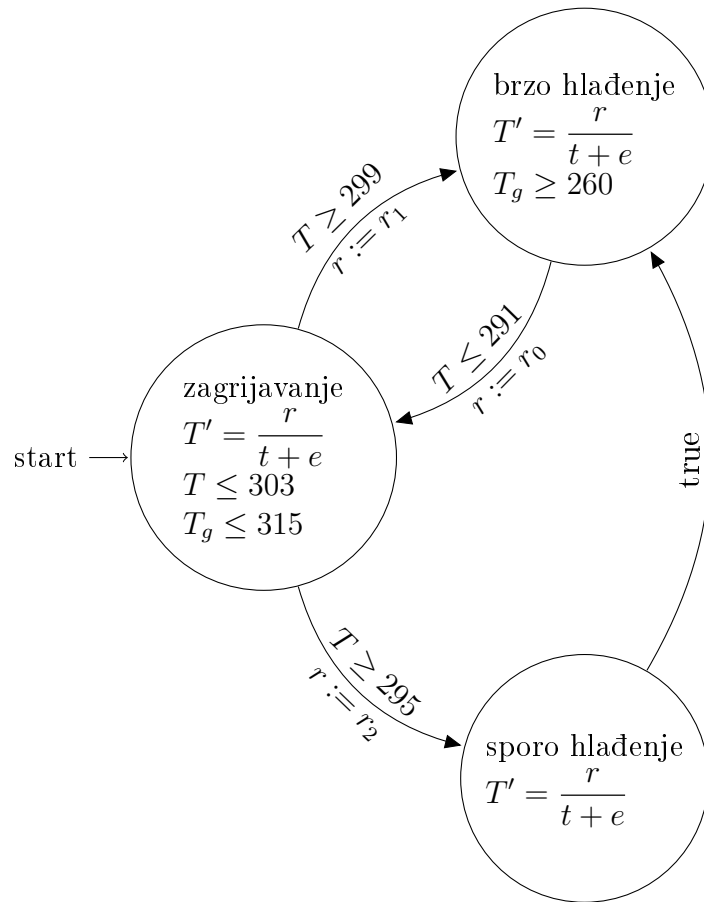 brzo hlađenje
T' = r / (t + e)
T_g ≥ 260
T ≥ 299
r := r_1
T ≤ 291
r := r_0
zagrijavanje
T' = r / (t + e)
T ≤ 303
T_g ≤ 315
start
true
T ≥ 295
r := r_2
sporo hlađenje
T' = r / (t + e)